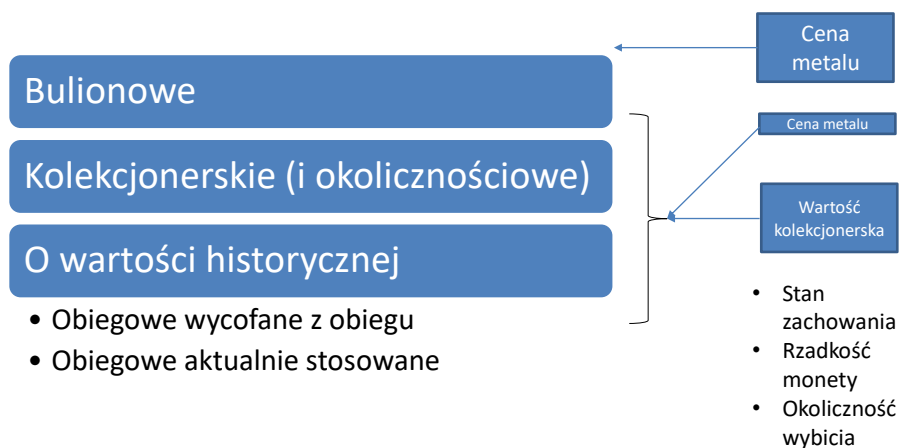 Bulionowe
Kolekcjonerskie (i okolicznościowe)
O wartości historycznej
• Obiegowe wycofane z obiegu
• Obiegowe aktualnie stosowane
Cena
metalu
Cena metalu
Wartość
kolekcjonerska
• Stan
zachowania
• Rzadkość
monety
• Okoliczność
wybicia